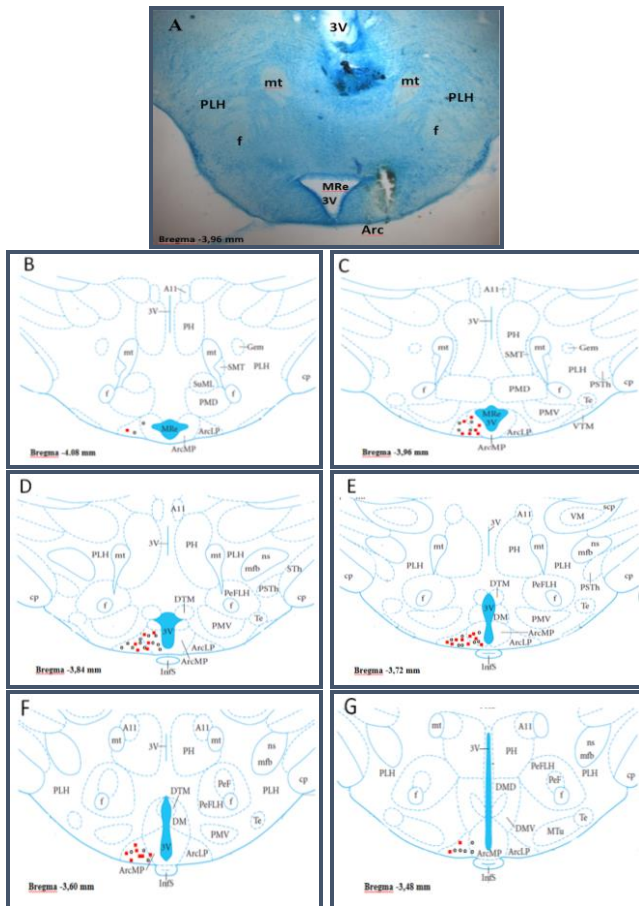 A
3V
mt
mt
PLH
PLH
f
f
MRe
3V
Arc
Bregma -3,96 mm
B
A11
3V
PH
mt
mt
Gem
SMT
PLH
cp
SuML
f
f
PMD
MRe
ArcLP
ArcMP
Bregma -4.08 mm
C
A11
3V
PH
mt
mt
Gem
SMT
PLH
PSTh
cp
f
f
PMD
Te
MRe
3V
PMV
ArcLP
VTM
ArcMP
Bregma -3,96 mm
D
A11
3V
PH
PLH
mt
PLH
ns
mfb
STh
cp
DTM
PeFLH
PSTh
f
f
3V
PMV
Te
ArcLP
ArcMP
InfS
Bregma -3,84 mm
E
A11
3V
VM
scp
mt
PH
mt
ns
mfb
PLH
PLH
DTM
PeFLH
PSTh
cp
cp
f
f
3V
Te
DM
PMV
ArcMP
ArcLP
InfS
Bregma -3,72 mm
F
A11
A11
mt
mt
3V
PH
ns
mfb
PeF
PLH
PLH
cp
f
DTM
f
PeFLH
DM
Te
3V
PMV
ArcLP
ArcMP
InfS
Bregma -3,60 mm
G
mt
A11
3V
PH
ns
mfb
PeFLH
PLH
PeF
PLH
cp
f
DMD
f
Te
DMV
MTu
ArcMP
ArcLP
InfS
Bregma -3,48 mm